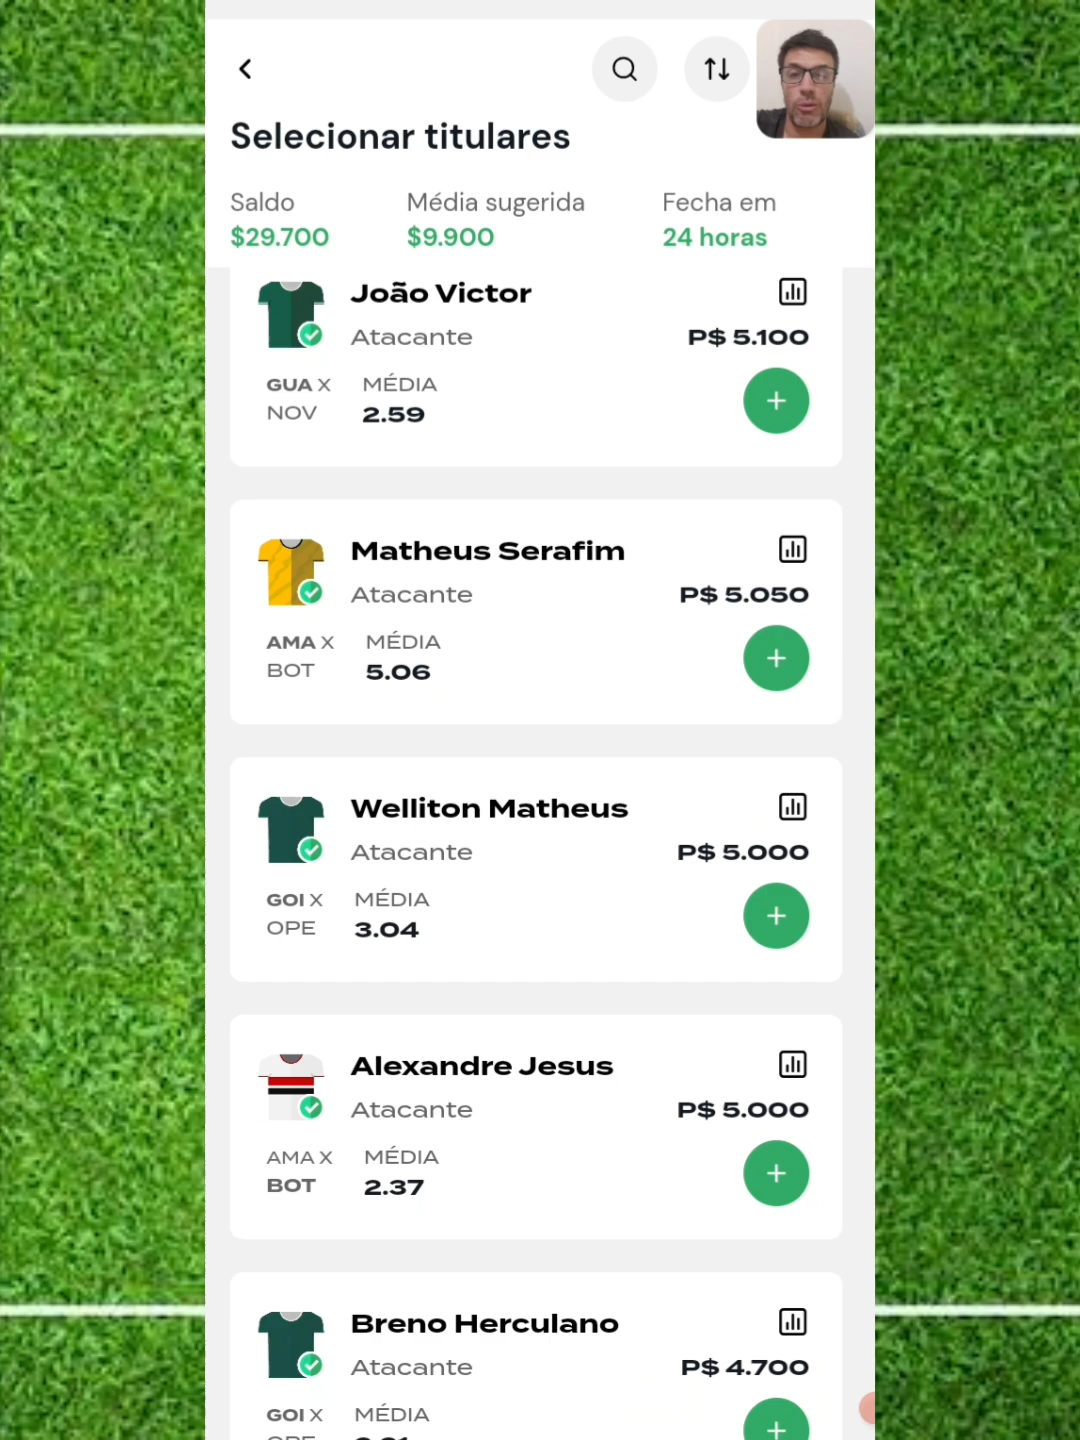 Selecionar titulares
Saldo
Média sugerida
Fecha em
$29.700
$9.900
24 horas
João Victor
Atacante
P$ 5.100
GUA X
MÉDIA
NOV
2.59
Matheus Serafim
Atacante
P$ 5.050
AMA X
MÉDIA
BOT
5.06
Welliton Matheus
Atacante
P$ 5.000
GOI X
MÉDIA
OPE
3.04
Alexandre Jesus
Atacante
P$ 5.000
AMA X
MÉDIA
BOT
2.37
Breno Herculano
Atacante
P$ 4.700
GOI X
MÉDIA